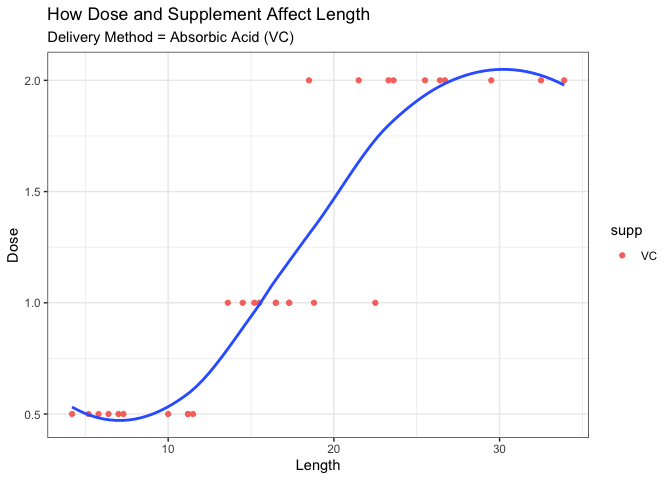 How Dose and Supplement Affect Length
Delivery Method = Absorbic Acid (VC)
2.0
1.5
1.0
0.5
Dose
10 20 30
Length
supp
VC